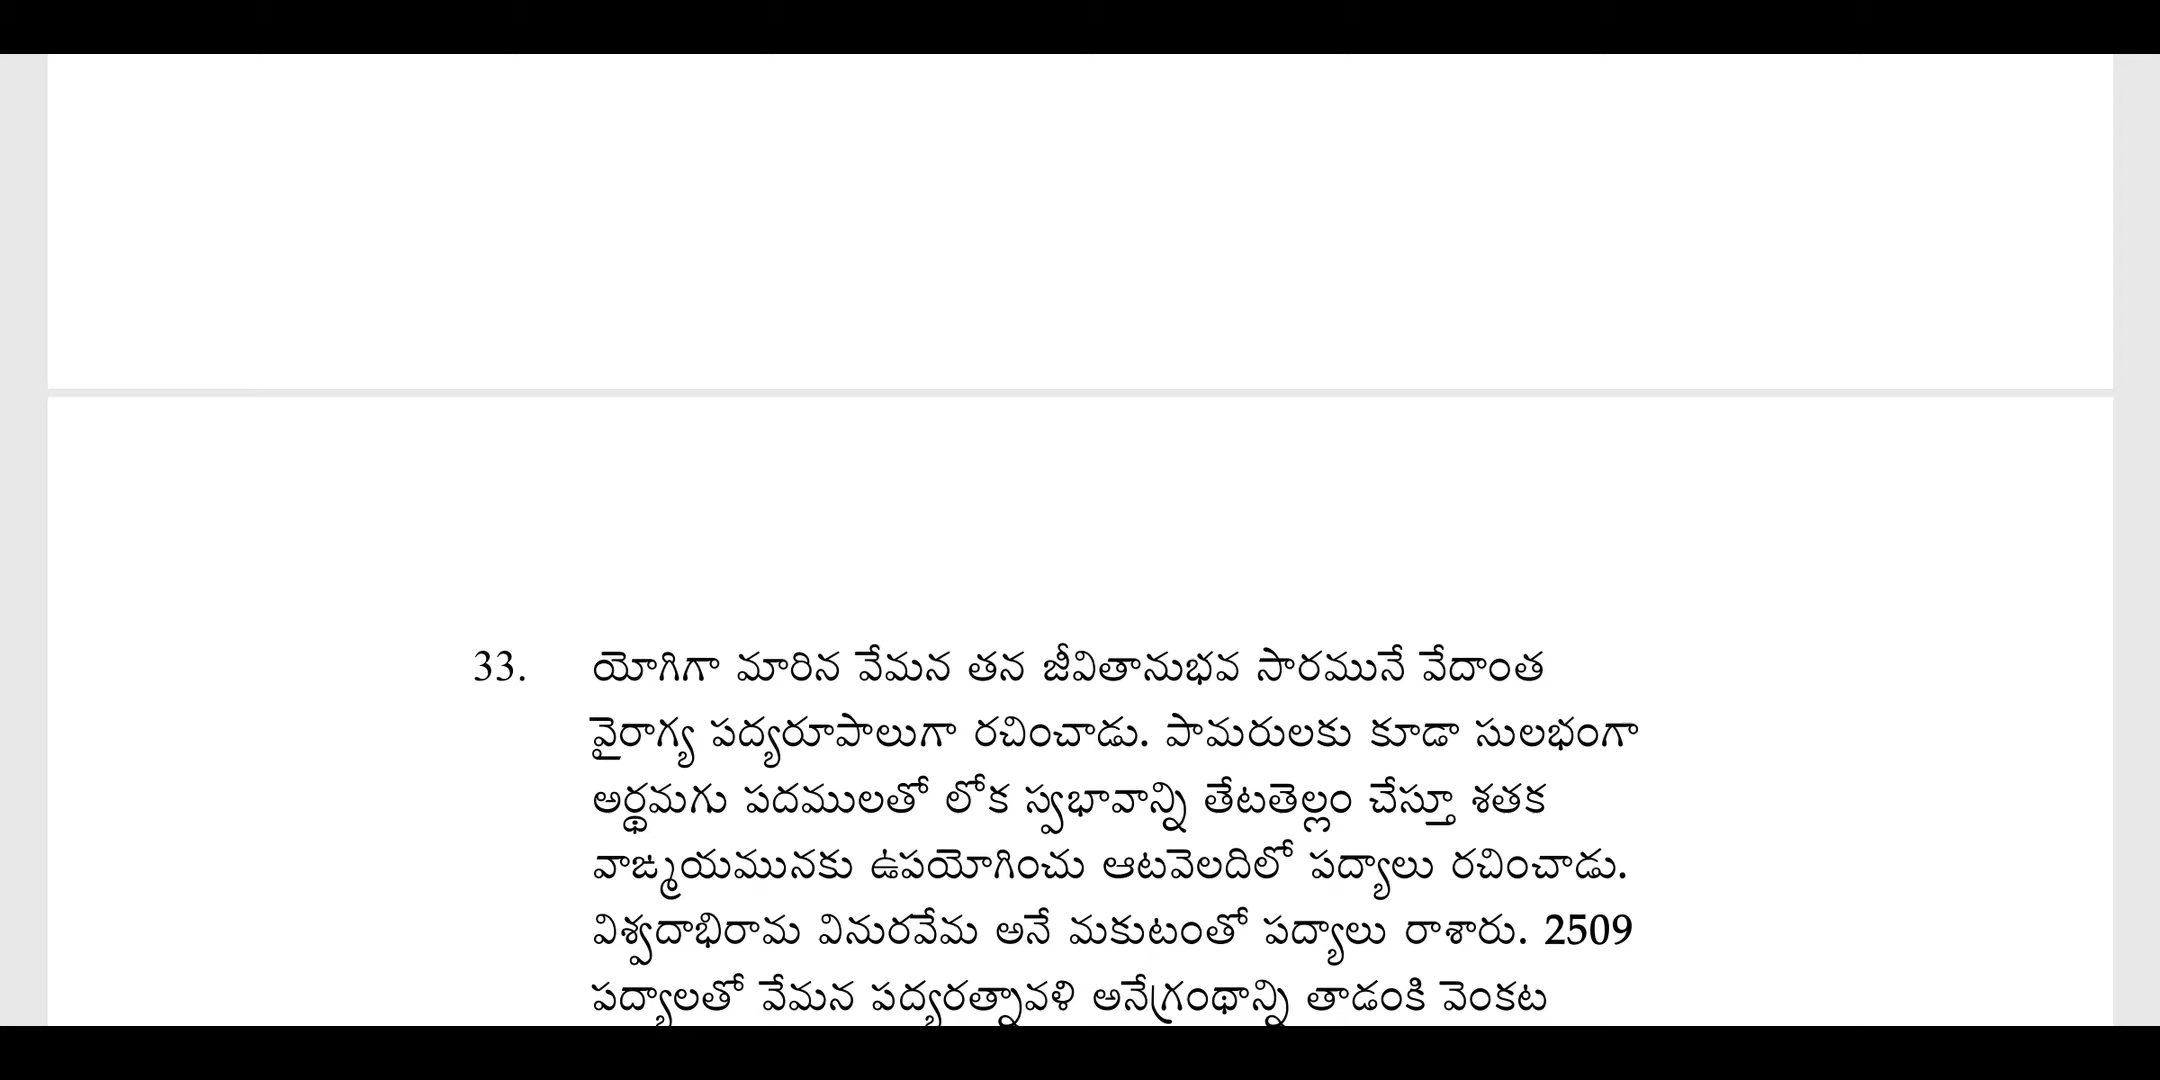 33. యోగిగా మారిన వేమన తన జీవితానుభవ సారమునే వేదాంత
వైరాగ్య పద్యరూపాలుగా రచించాడు. పామరులకు కూడా సులభంగా
అర్థమగు పదములతో లోక స్వభావాన్ని తేటతెల్లం చేస్తూ శతక
వాఙ్మయమునకు ఉపయోగించు ఆటవెలదిలో పద్యాలు రచించాడు.
విశ్వదాభిరామ వినురవేమ అనే మకుటంతో పద్యాలు రాశారు. 2509
పద్యాలతో వేమన పద్యరత్నావళి అనేగ్రంథాన్ని తాడంకి వెంకట